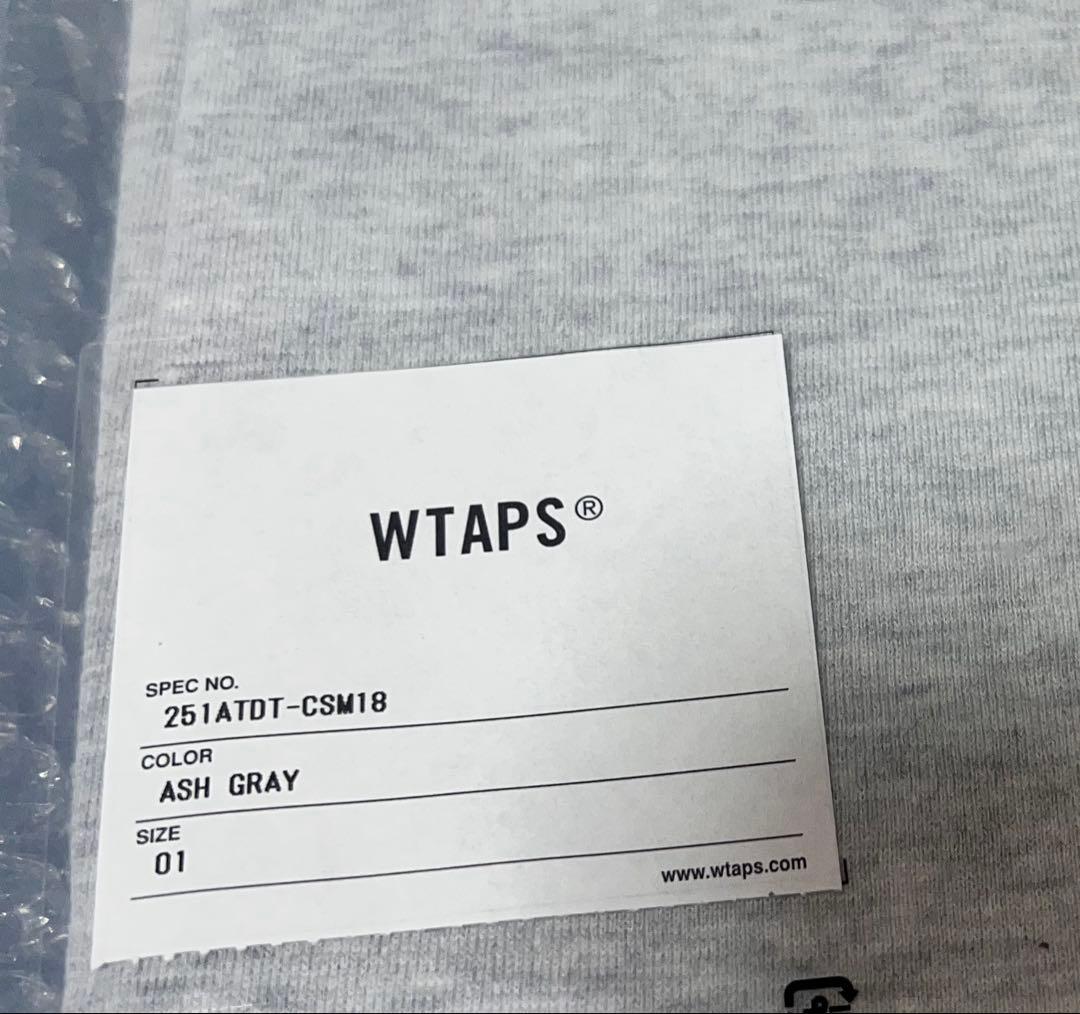 WTAPS®
SPEC NO.
251ATDT-CSM18
COLOR
ASH GRAY
SIZE
01
www.wtaps.com